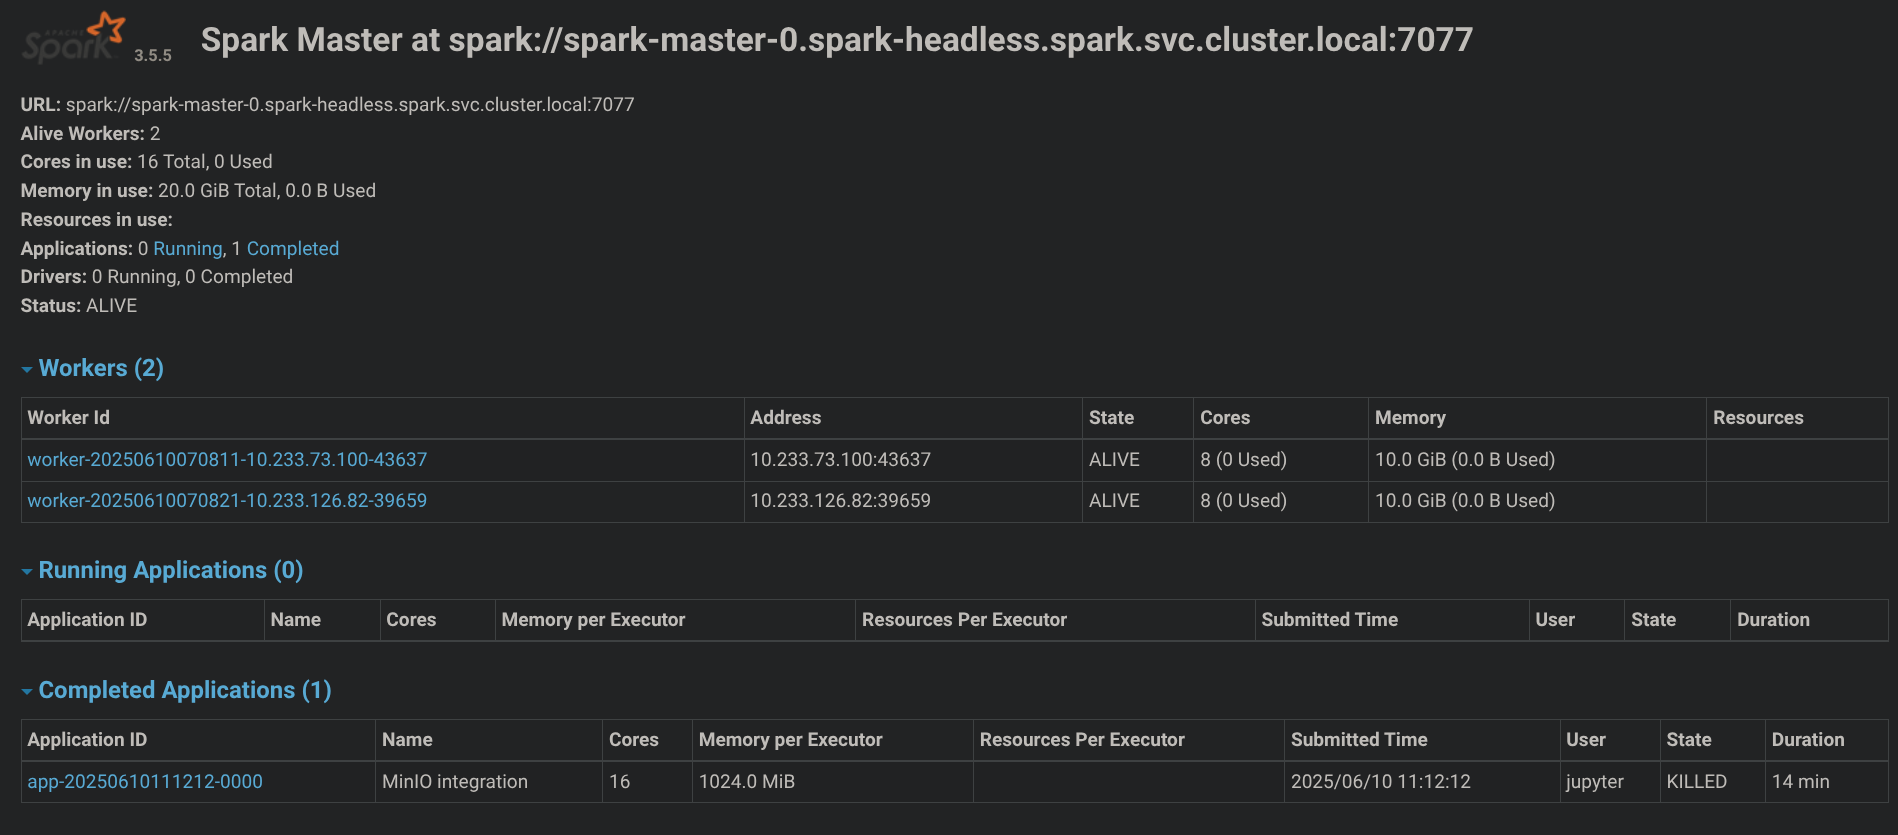 APACHE
Spark 3.5.5 Spark Master at spark://spark-master-0.spark-headless.spark.svc.cluster.local:7077
URL: spark://spark-master-0.spark-headless.spark.svc.cluster.local:7077
Alive Workers: 2
Cores in use: 16 Total, 0 Used
Memory in use: 20.0 GiB Total, 0.0 B Used
Resources in use:
Applications: 0 Running, 1 Completed
Drivers: 0 Running, 0 Completed
Status: ALIVE
Workers (2)
Worker Id Address State Cores Memory Resources
worker-20250610070811-10.233.73.100-43637 10.233.73.100:43637 ALIVE 8 (0 Used) 10.0 GiB (0.0 B Used)
worker-20250610070821-10.233.126.82-39659 10.233.126.82:39659 ALIVE 8 (0 Used) 10.0 GiB (0.0 B Used)
Running Applications (0)
Application ID Name Cores Memory per Executor Resources Per Executor Submitted Time User State Duration
Completed Applications (1)
Application ID Name Cores Memory per Executor Resources Per Executor Submitted Time User State Duration
app-20250610111212-0000 MinIO integration 16 1024.0 MiB 2025/06/10 11:12:12 jupyter KILLED 14 min